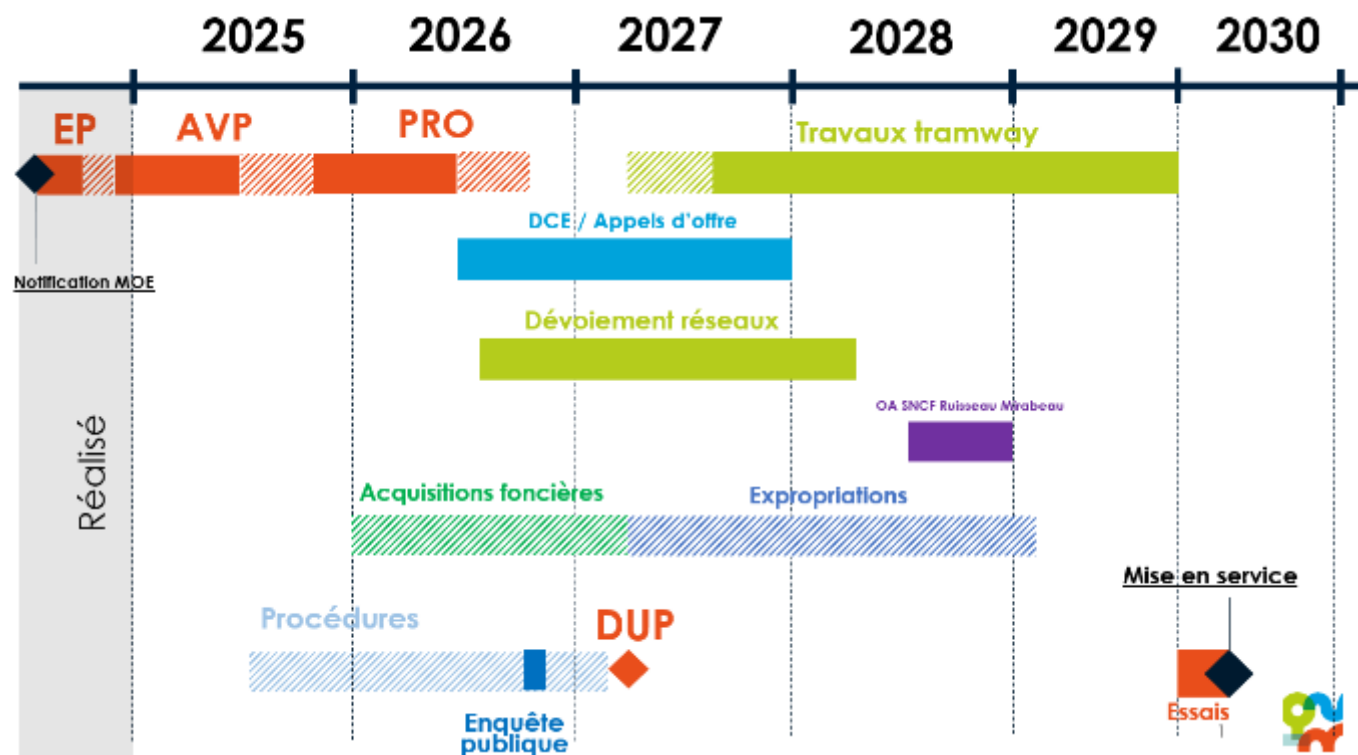 2025 2026 2027 2028 2029 2030
EP AVP PRO
Travaux tramway
DCE / Appels d'offre
Notification MOE
Dévoiement réseaux
OA SNCF Ruisseau Mirabeau
Réalisé
Acquisitions foncières
Expropriations
Mise en service
Procédures
DUP
Essais
Enquête
publique